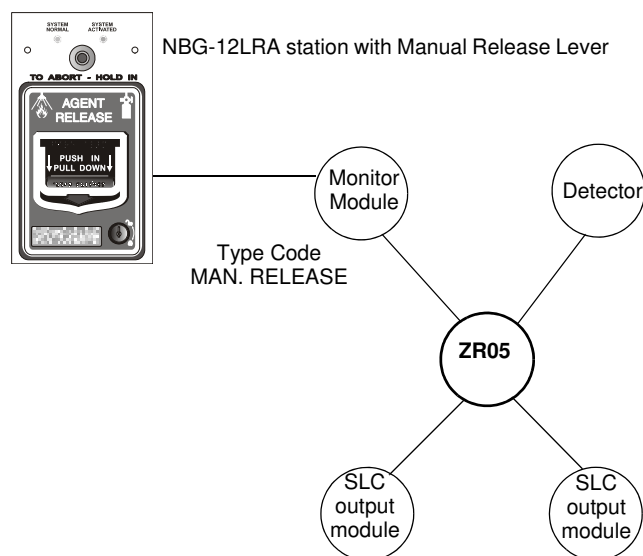 SYSTEM NORMAL
SYSTEM ACTIVATED
TO ABORT - HOLD IN
AGENT
RELEASE
PUSH IN
PULL DOWN
NBG-12LRA station with Manual Release Lever
Monitor
Module
Detector
Type Code
MAN. RELEASE
ZR05
SLC
output
module
SLC
output
module